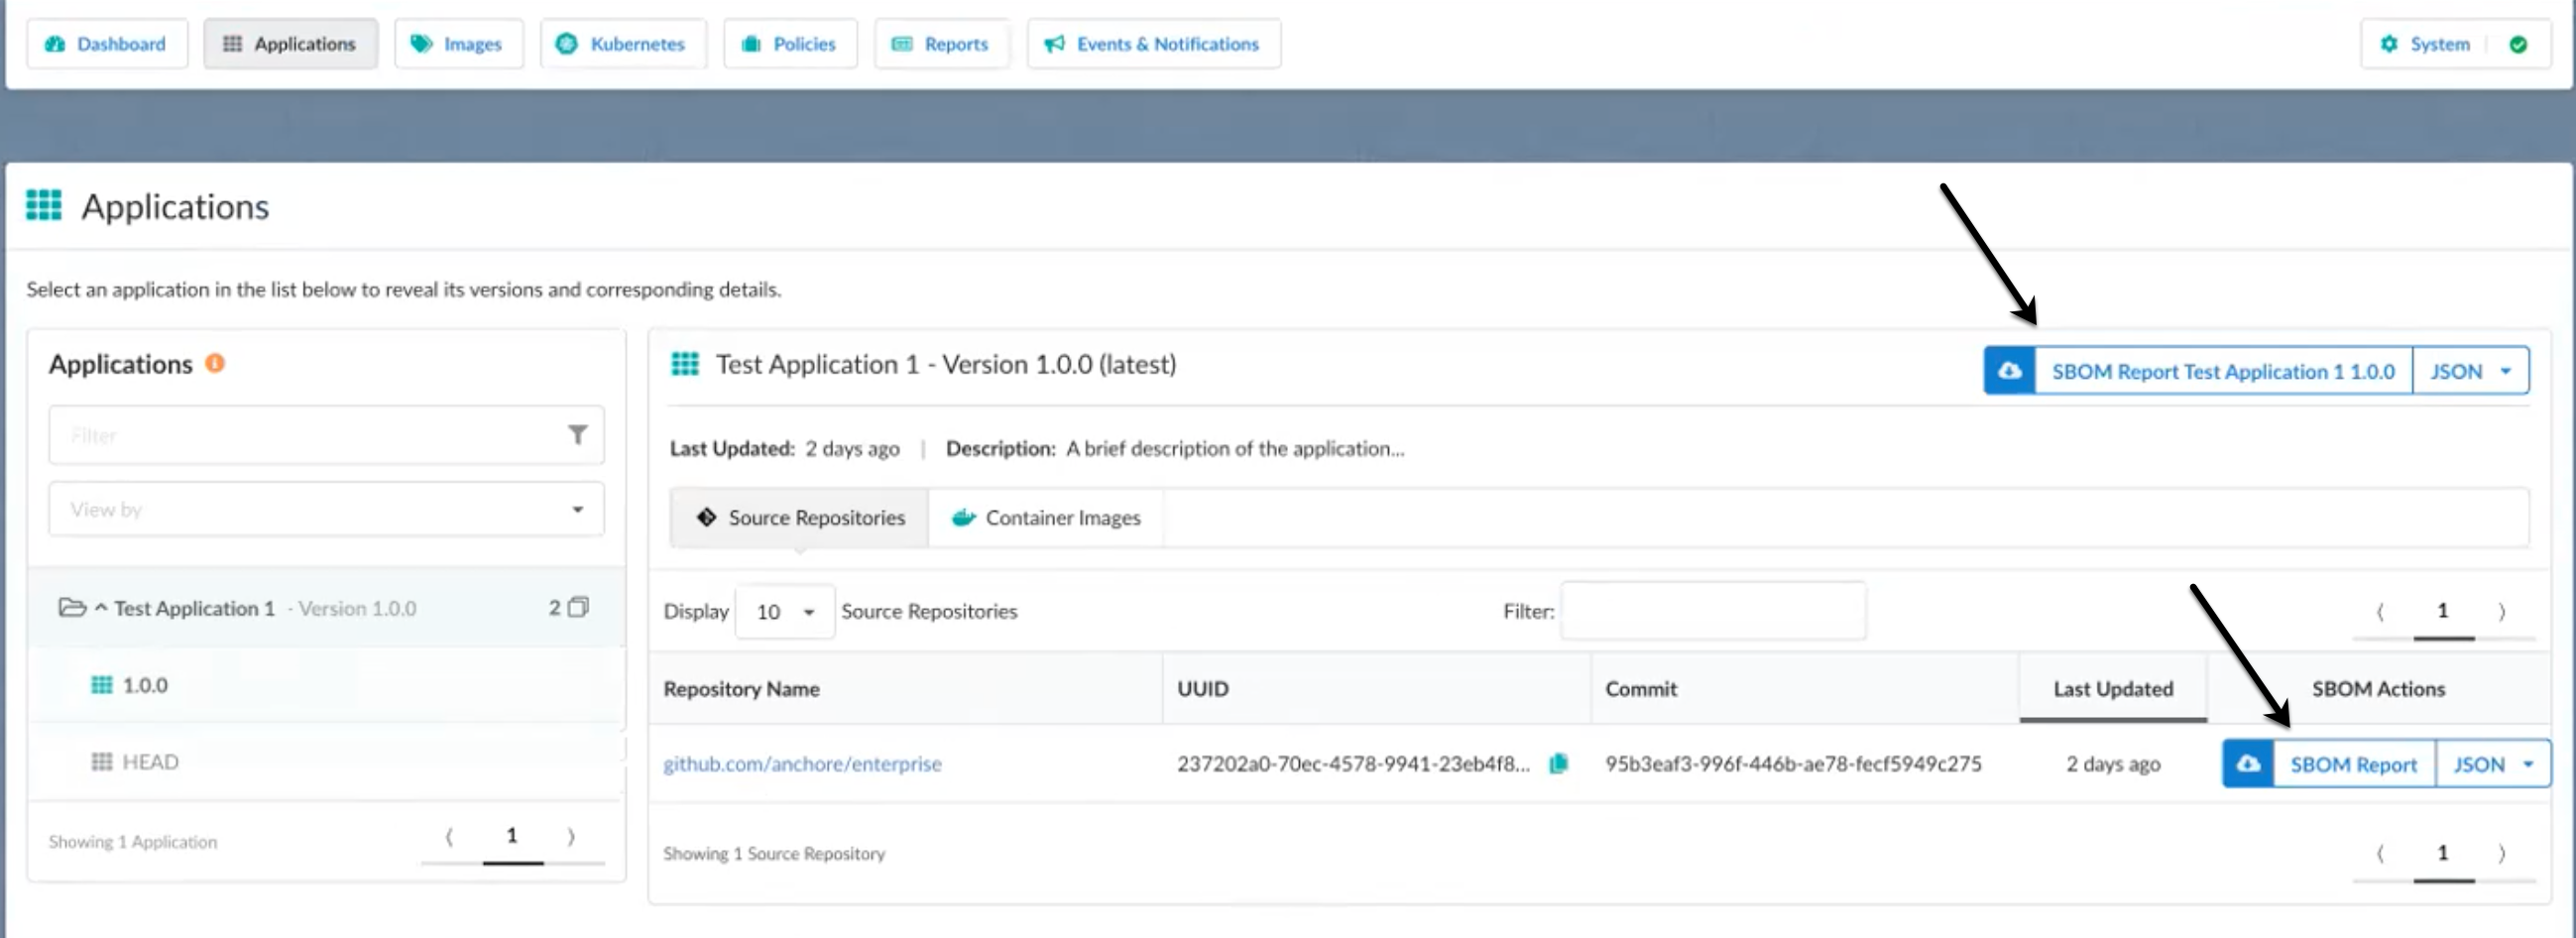 Dashboard Applications Images Kubernetes Policies Reports Events & Notifications System
Applications
Select an application in the list below to reveal its versions and corresponding details.
Applications
Filter
View by
Test Application 1 - Version 1.0.0 2
1.0.0
HEAD
Showing 1 Application 1
Test Application 1 - Version 1.0.0 (latest)
SBOM Report Test Application 1 1.0.0 JSON
Last Updated: 2 days ago | Description: A brief description of the application...
Source Repositories Container Images
Display 10 Source Repositories Filter: 1
Repository Name UUID Commit Last Updated SBOM Actions
github.com/anchore/enterprise 237202a0-70ec-4578-9941-23eb4f8... 95b3eaf3-996f-446b-ae78-fecf5949c275 2 days ago SBOM Report JSON
Showing 1 Source Repository 1